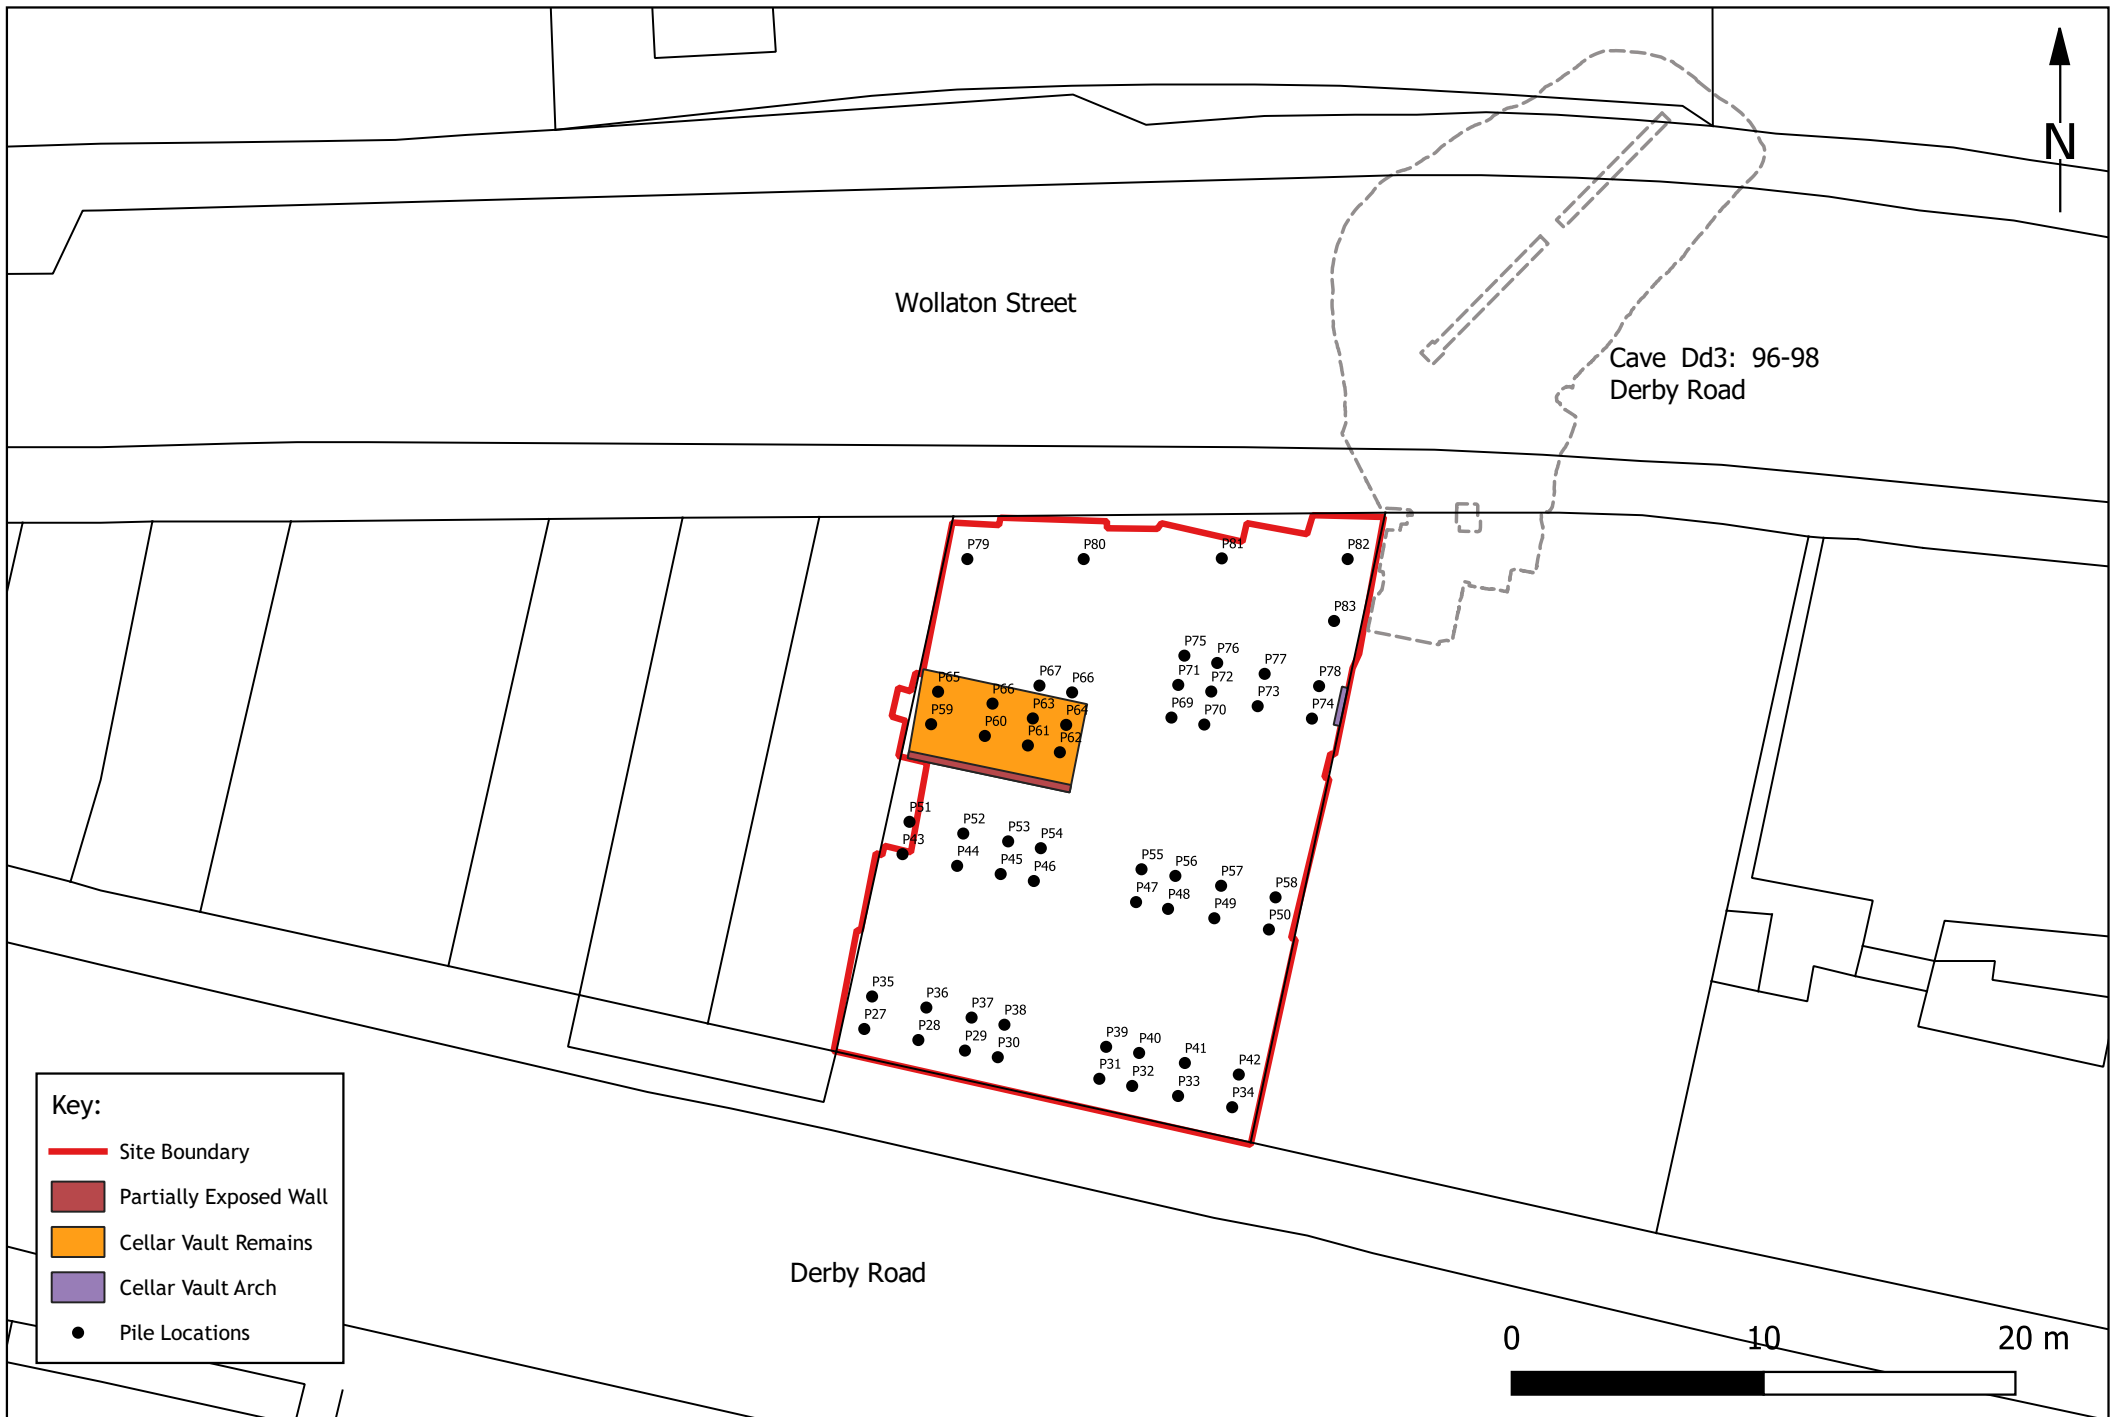 N
Wollaton Street
Cave Dd3: 96-98
Derby Road
P79 P80 P81 P82
P83
P75 P76 P77 P78
P67 P66
P71 P72 P73 P74
P65 P66 P63 P64
P69 P70
P59 P60 P61 P62
P51 P52 P53 P54
P43 P44 P45 P46
P55 P56 P57 P58
P47 P48 P49 P50
P35 P36 P37 P38
P27 P28 P29 P30
P39 P40 P41 P42
P31 P32 P33 P34
Derby Road
Key:
Site Boundary
Partially Exposed Wall
Cellar Vault Remains
Cellar Vault Arch
Pile Locations
0 10 20 m